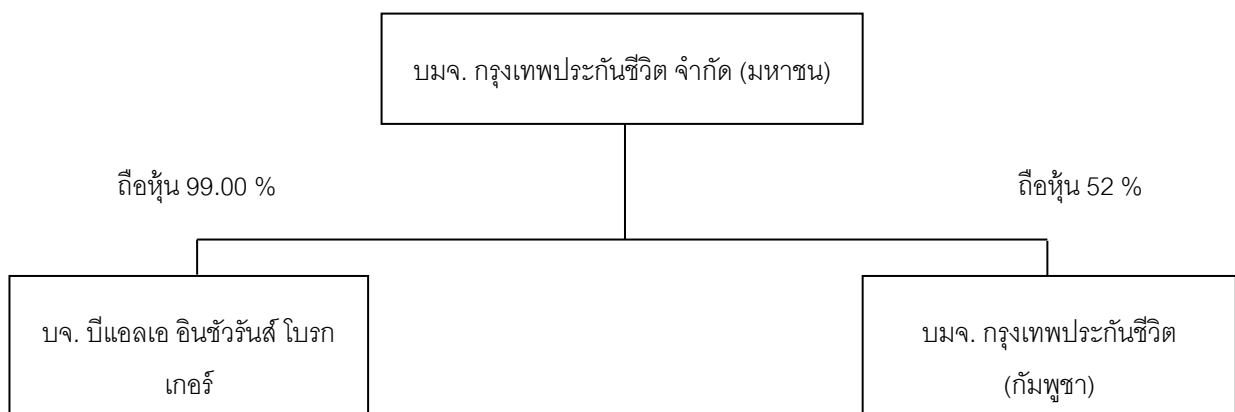 บมจ. กรุงเทพประกันชีวิต จำกัด (มหาชน)
ถือหุ้น 99.00 %
ถือหุ้น 52 %
บจ. บีแอลเอ อินชัวรันส์ โบรก
เกอร์
บมจ. กรุงเทพประกันชีวิต
(กัมพูชา)